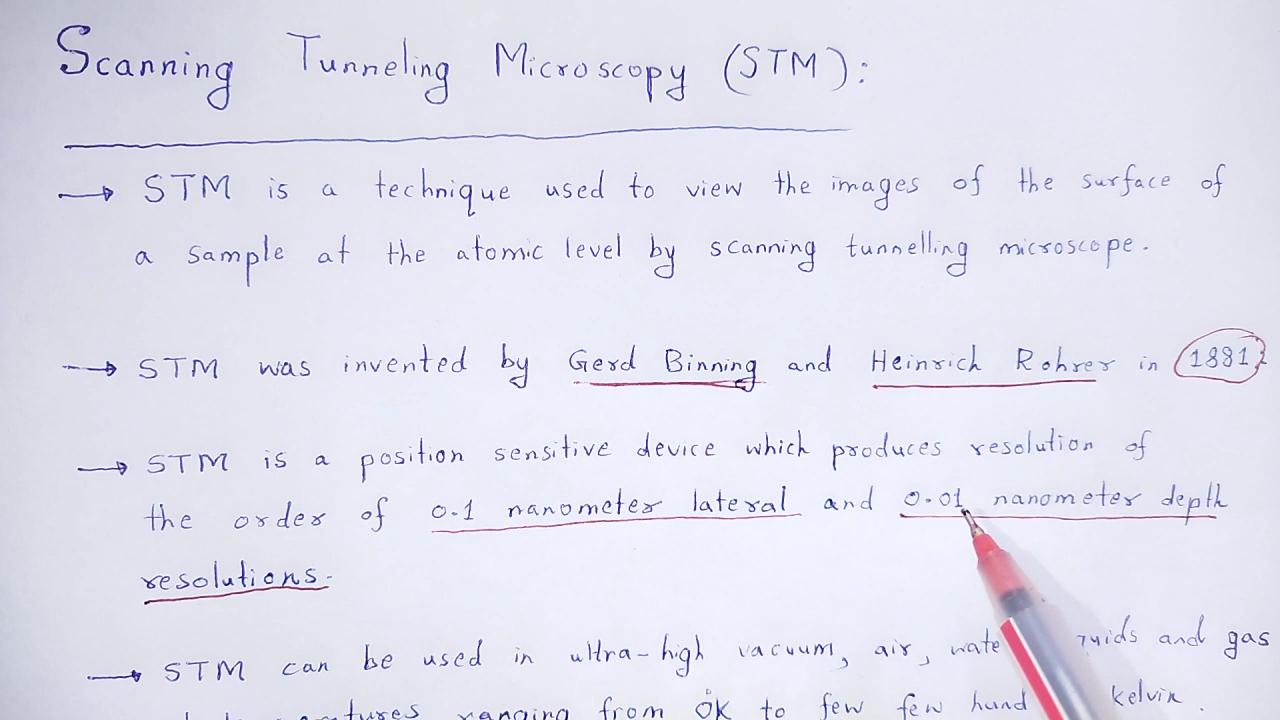 Scanning Tunneling Microscopy (STM):
→ STM is a technique used to view the images of the surface of
a sample at the atomic level by scanning tunnelling microscope.
→ STM was invented by Gerd Binning and Heinrich Rohrer in 1981
→ STM is a position sensitive device which produces resolution of
the order of 0.1 nanometer lateral and 0.01 nanometer depth
resolutions.
→ STM can be used in ultra-high vacuum, air, and gas
ranging from 0K to few few hund kelvin.